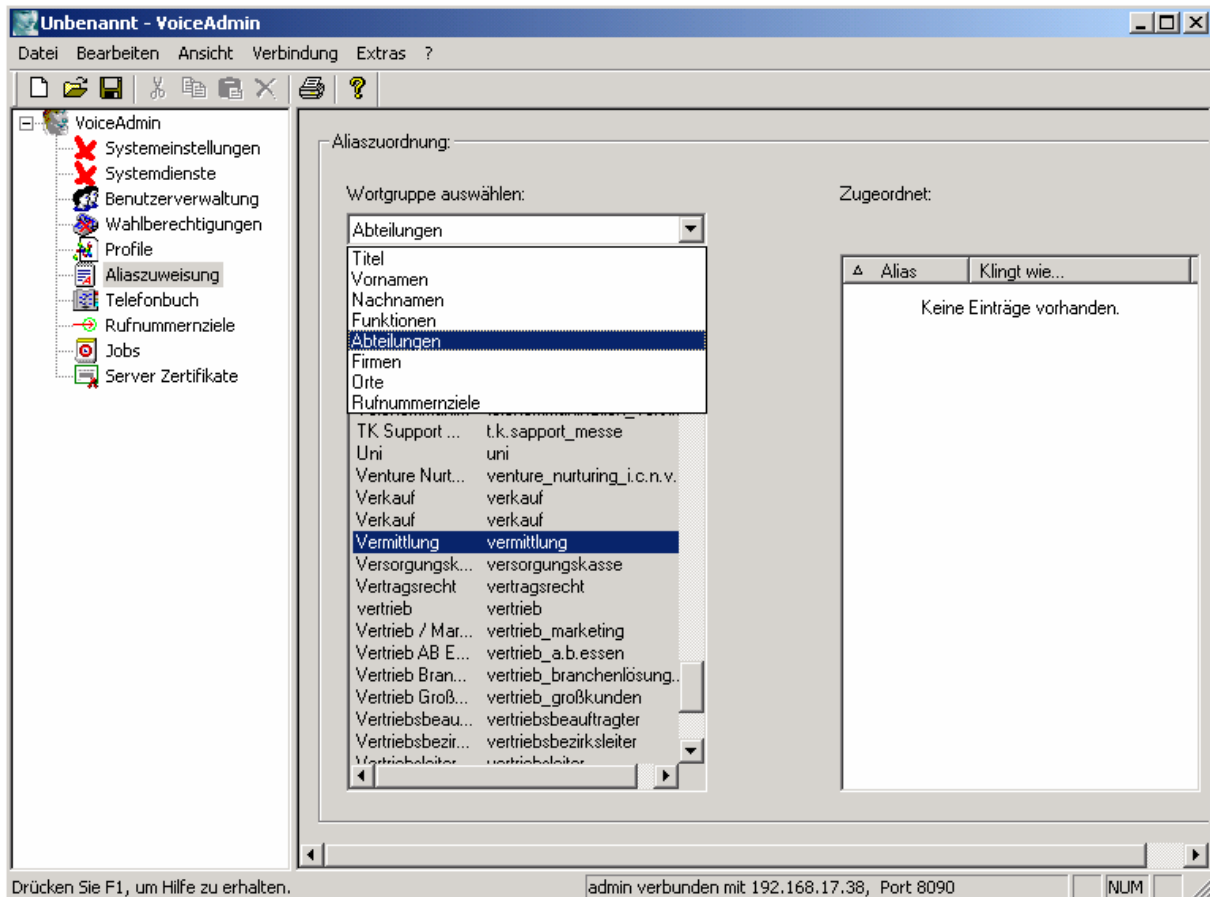 Unbenannt - VoiceAdmin
Datei Bearbeiten Ansicht Verbindung Extras ?
VoiceAdmin
Systemeinstellungen
Systemdienste
Benutzerverwaltung
Wahlberechtigungen
Profile
Aliaszuweisung
Telefonbuch
Rufnummernziele
Jobs
Server Zertifikate
Aliaszuordnung:
Wortgruppe auswählen:
Abteilungen
Titel
Vornamen
Nachnamen
Funktionen
Abteilungen
Firmen
Orte
Rufnummernziele
TK Support ... t.k.sapport_messe
Uni uni
Venture Nurt... venture_nurturing_i.c.n.v.
Verkauf verkauf
Verkauf verkauf
Vermittlung vermittlung
Versorgungsk... versorgungskasse
Vertragsrecht vertragsrecht
vertrieb vertrieb
Vertrieb / Mar... vertrieb_marketing
Vertrieb AB E... vertrieb_a.b.essen
Vertrieb Bran... vertrieb_branchenlösung..
Vertrieb Groß... vertrieb_großkunden
Vertriebsbeau... vertriebsbeauftragter
Vertriebsbezir... vertriebsbezirksleiter
Zugeordnet:
Alias Klingt wie...
Keine Einträge vorhanden.
Drücken Sie F1, um Hilfe zu erhalten.
admin verbunden mit 192.168.17.38, Port 8090
NUM